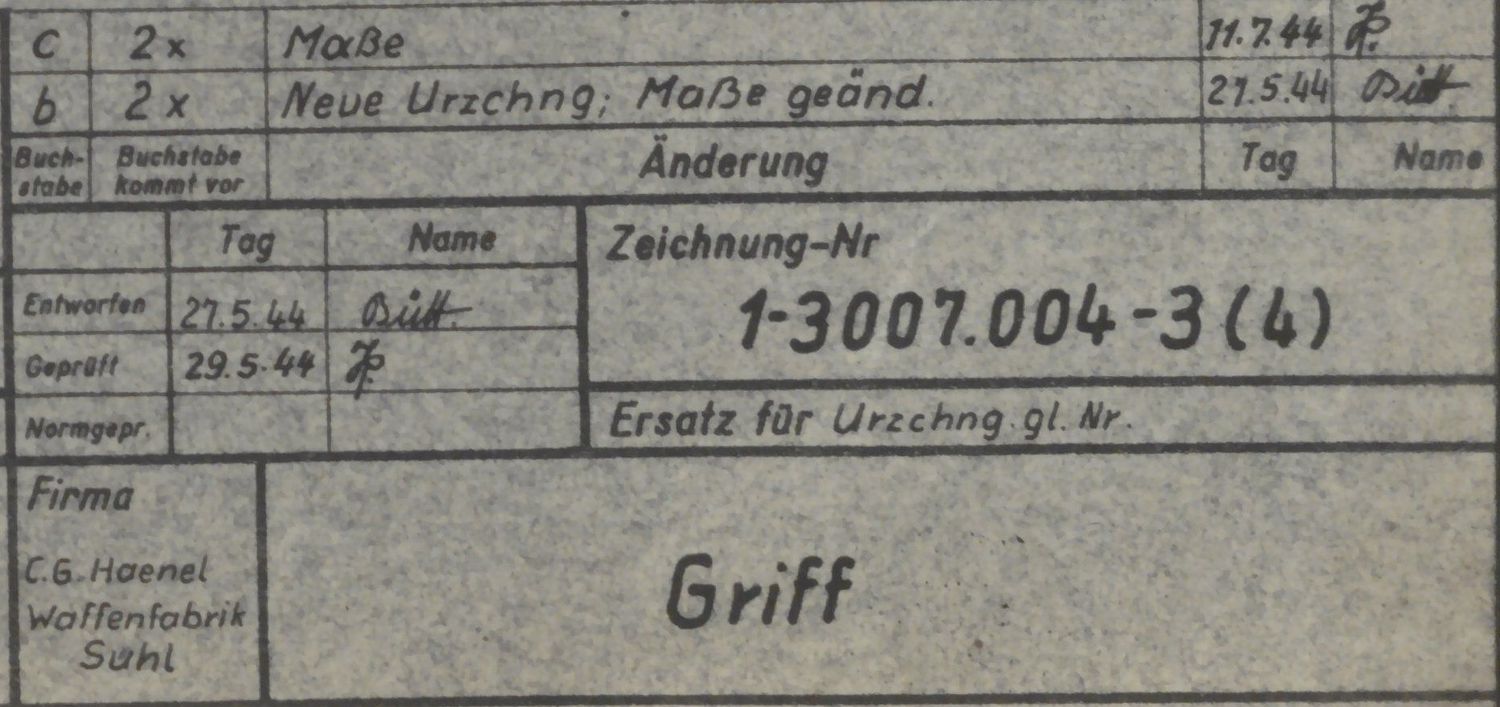 c 2x Maße 11.7.44
b 2x Neue Urzchng; Maße geänd. 27.5.44 Bütt.
Buch-stabe Buchstabe kommt vor Änderung Tag Name
Tag Name
Entworfen 27.5.44 Bütt.
Geprüft 29.5.44
Normgepr.
Zeichnung-Nr
1-3007.004-3(4)
Ersatz für Urzchng. gl. Nr.
Firma
C.G. Haenel
Waffenfabrik
Suhl
Griff